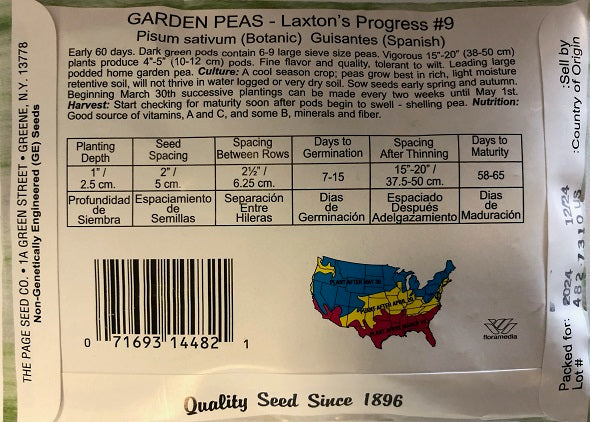 GARDEN PEAS - Laxton's Progress #9
Pisum sativum (Botanic) Guisantes (Spanish)
Early 60 days. Dark green pods contain 6-9 large sieve size peas. Vigorous 15"-20" (38-50 cm)
plants produce 4"-5" (10-12 cm) pods. Fine flavor and quality, tolerant to wilt. Leading large
podded home garden pea. Culture: A cool season crop; peas grow best in rich, light moisture
retentive soil, will not thrive in water logged or very dry soil. Sow seeds early spring and autumn.
Beginning March 30th successive plantings can be made every two weeks until May 1st.
Harvest: Start checking for maturity soon after pods begin to swell - shelling pea. Nutrition:
Good source of vitamins, A and C, and some B, minerals and fiber.
Planting Depth
Seed Spacing
Spacing Between Rows
Days to Germination
Spacing After Thinning
Days to Maturity
1" / 2.5 cm.
2" / 5 cm.
2½" / 6.25 cm.
7-15
15"-20" / 37.5-50 cm.
58-65
Profundidad de Siembra
Espaciamiento de Semillas
Separación Entre Hileras
Dias de Germinación
Espaciado Después Adelgazamiento
Dias de Maduración
0 71693 14482 1
PLANT AFTER MAY 30
PLANT AFTER APRIL 25
floramedia
Quality Seed Since 1896
THE PAGE SEED CO. • 1A GREEN STREET • GREENE, N.Y. 13778
Non-Genetically Engineered (GE) Seeds
:Sell by
:Country of Origin
Packed for: 2024 12/24
Lot # 482 7310 US